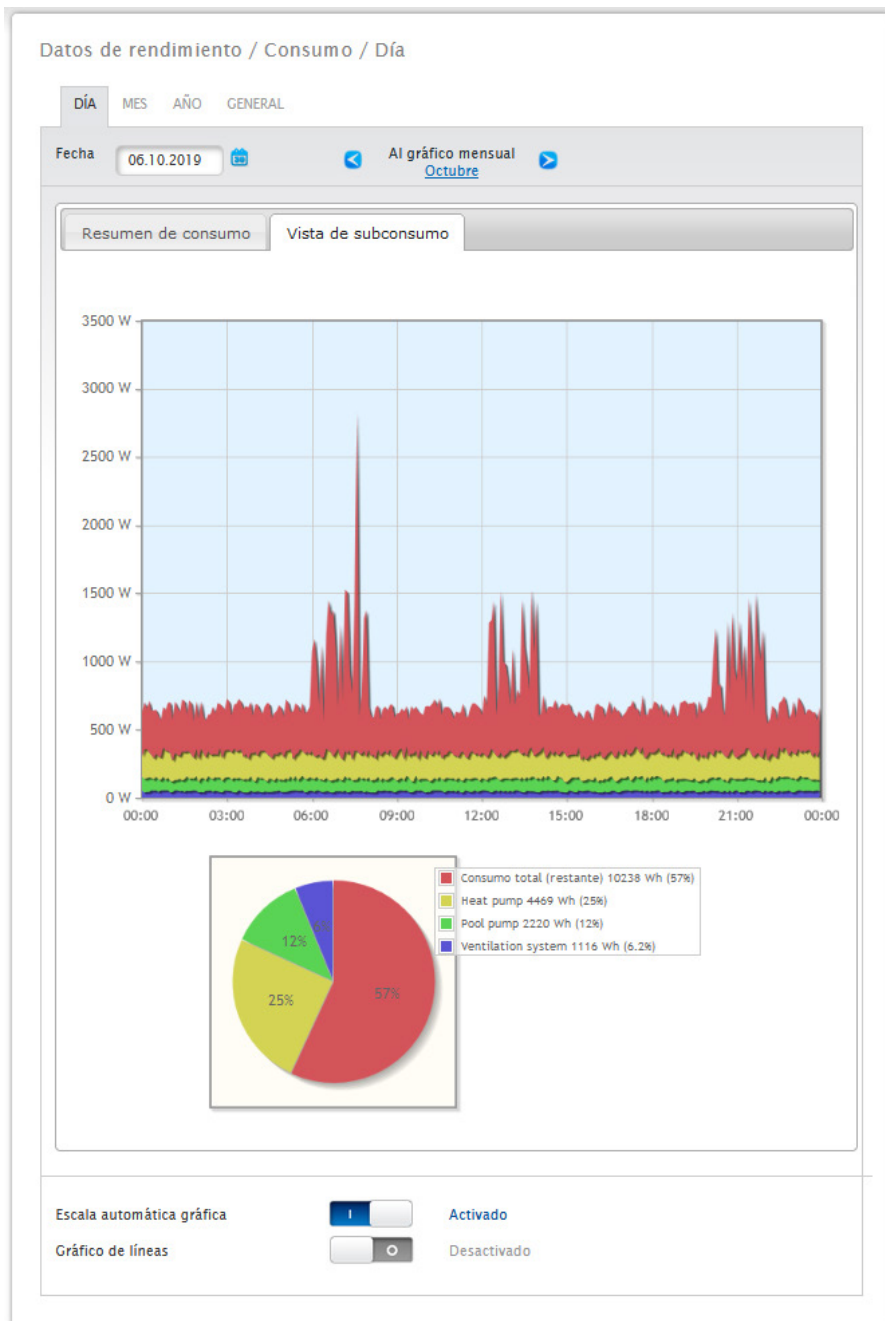 Datos de rendimiento / Consumo / Día
DÍA MES AÑO GENERAL
Fecha 06.10.2019 30 Al gráfico mensual
Octubre
Resumen de consumo Vista de subconsumo
3500 W
3000 W
2500 W
2000 W
1500 W
1000 W
500 W
0 W
00:00 03:00 06:00 09:00 12:00 15:00 18:00 21:00 00:00
Consumo total (restante) 10238 Wh (57%)
Heat pump 4469 Wh (25%)
Pool pump 2220 Wh (12%)
Ventilation system 1116 Wh (6.2%)
12%
57%
25%
Escala automática gráfica I Activado
Gráfico de líneas O Desactivado